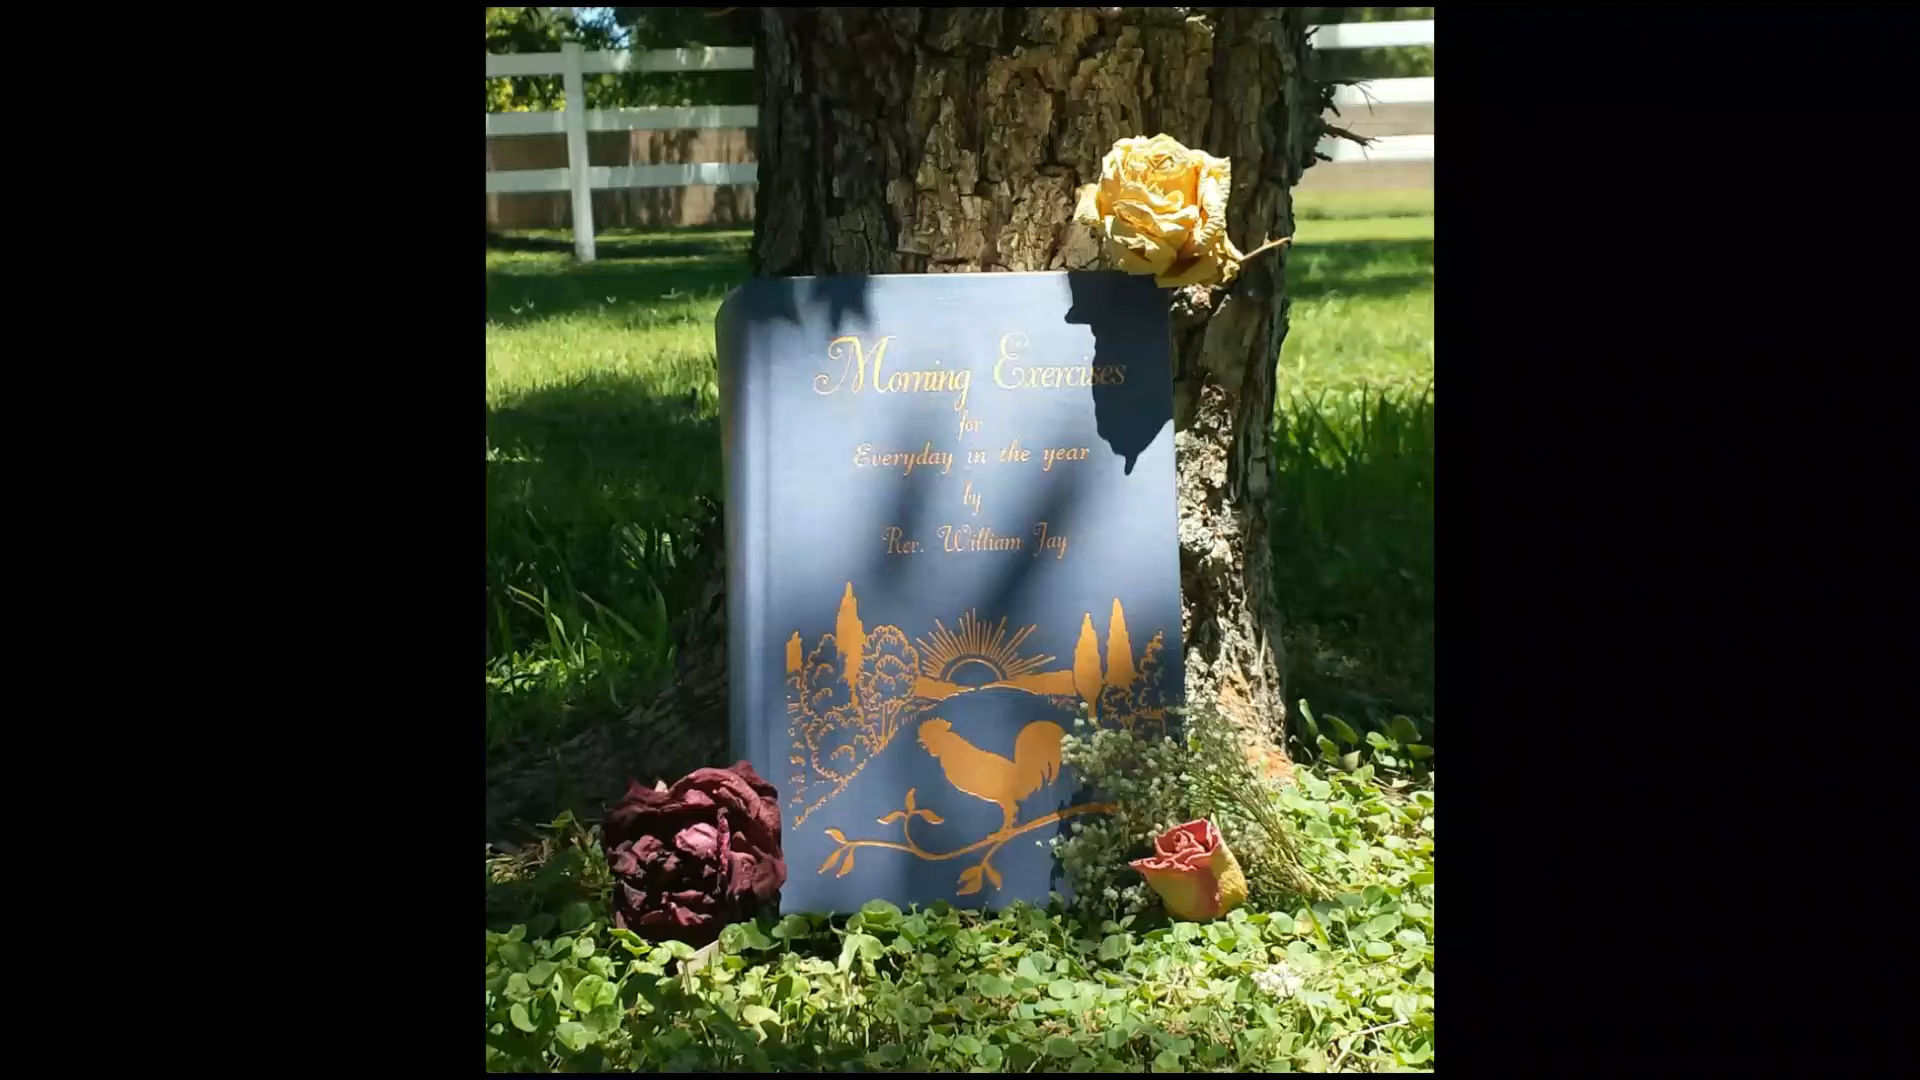 Morning Exercises
for
Everyday in the year
by
Rev. William Jay